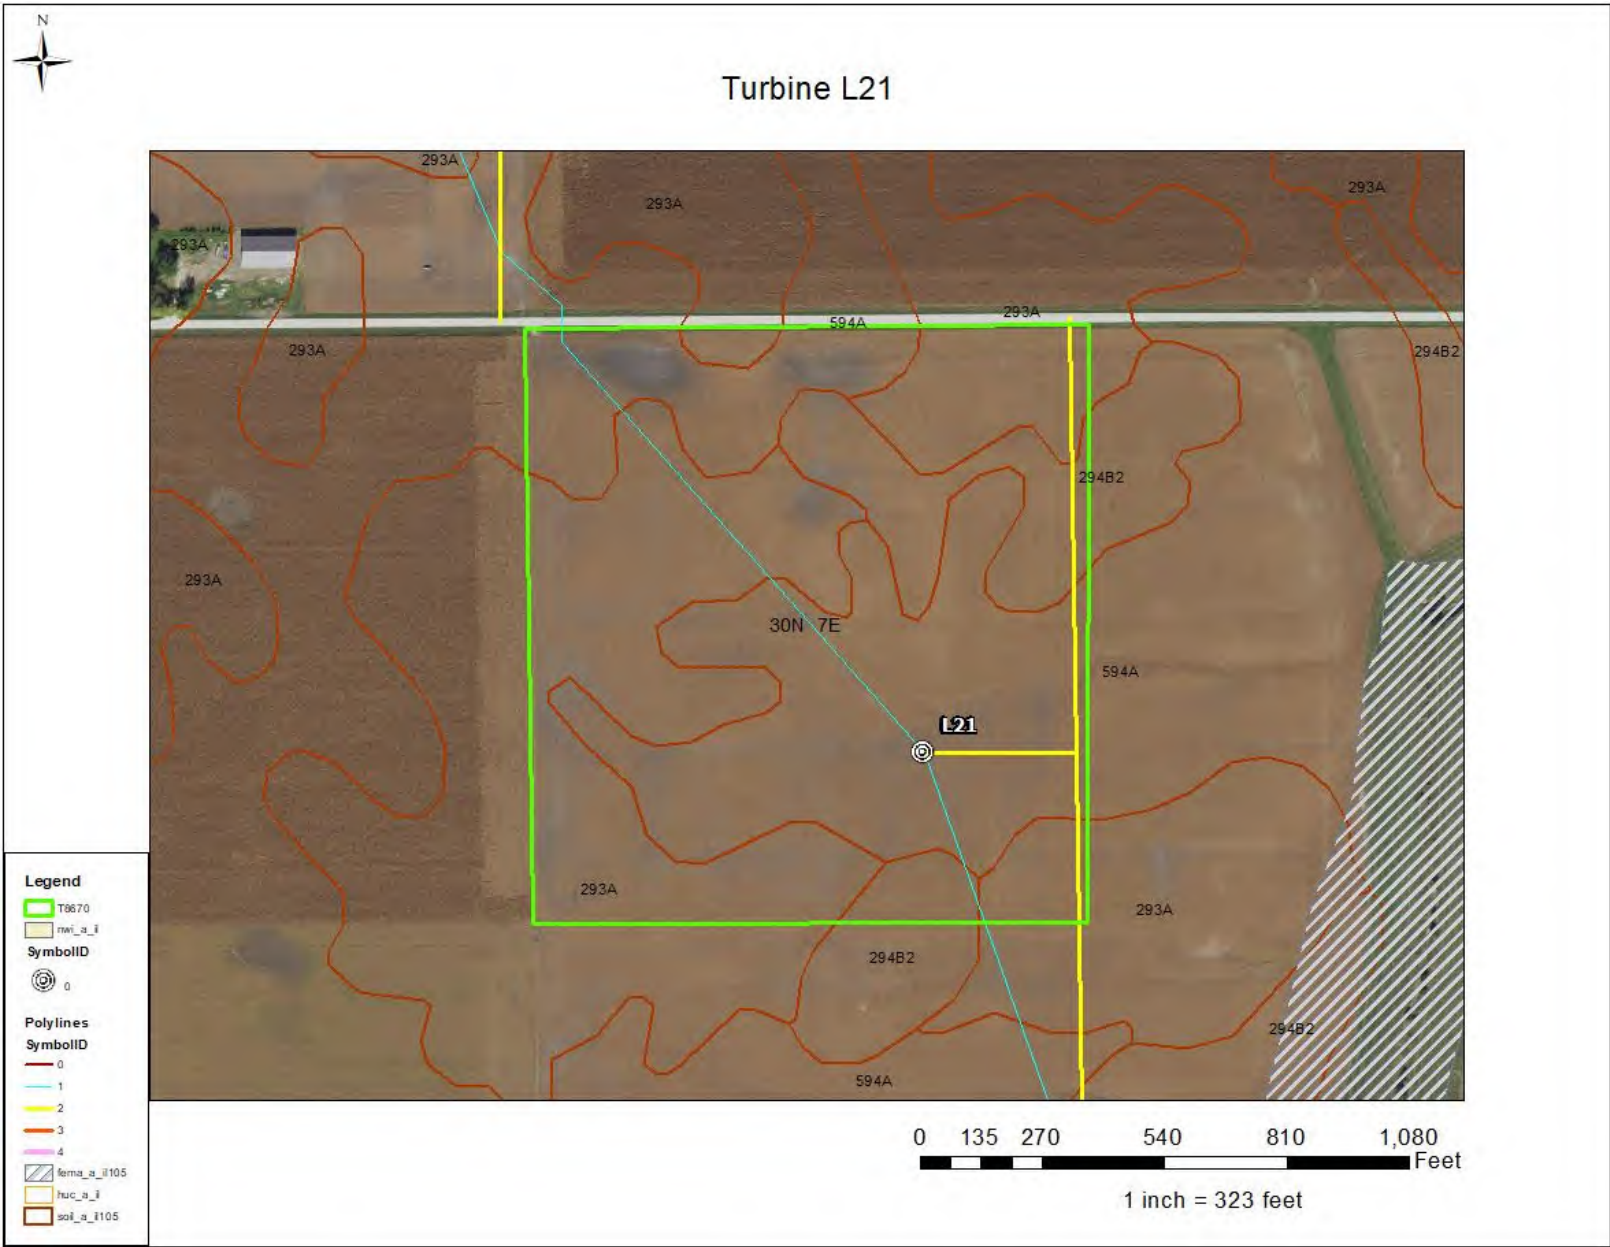 N
Turbine L21
293A
293A
293A
293A
293A
594A
293A
294B2
294B2
293A
30N 7E
594A
L21
293A
293A
294B2
294B2
594A
Legend
T8670
nwi_a_il
SymbolID
0
Polylines
SymbolID
0
1
2
3
4
fema_a_il105
huc_a_il
soil_a_il105
0 135 270 540 810 1,080
Feet
1 inch = 323 feet